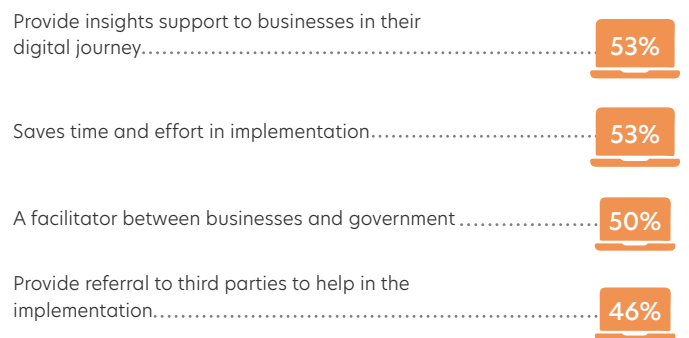 Provide insights support to businesses in their
digital journey 53%
Saves time and effort in implementation 53%
A facilitator between businesses and government 50%
Provide referral to third parties to help in the
implementation 46%